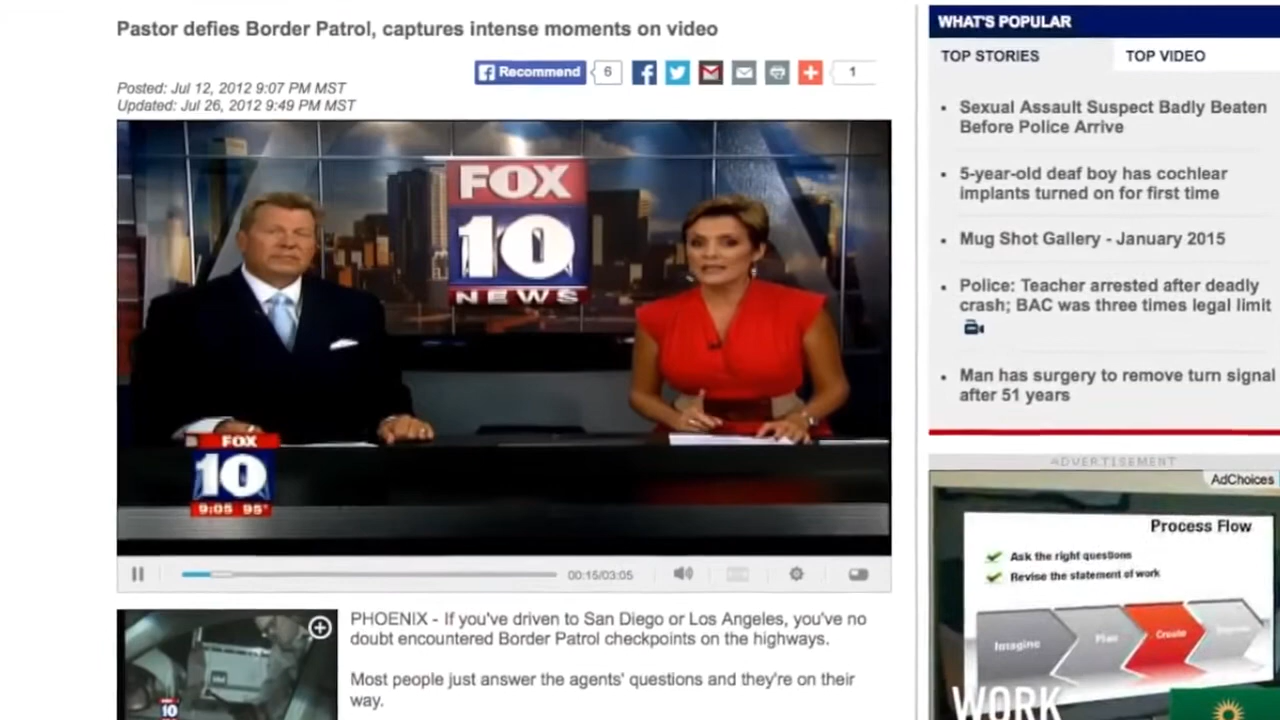 Pastor defies Border Patrol, captures intense moments on video
Recommend
6
1
Posted: Jul 12, 2012 9:07 PM MST
Updated: Jul 26, 2012 9:49 PM MST
FOX
10
NEWS
FOX
10
9:05 95°
00:15/03:05
PHOENIX - If you've driven to San Diego or Los Angeles, you've no
doubt encountered Border Patrol checkpoints on the highways.
Most people just answer the agents' questions and they're on their
way.
10
WHAT'S POPULAR
TOP STORIES
TOP VIDEO
Sexual Assault Suspect Badly Beaten
Before Police Arrive
5-year-old deaf boy has cochlear
implants turned on for first time
Mug Shot Gallery - January 2015
Police: Teacher arrested after deadly
crash; BAC was three times legal limit
Man has surgery to remove turn signal
after 51 years
ADVERTISEMENT
AdChoices
Process Flow
Ask the right questions
Revise the statement of work
Imagine
Plan
Create
WORK